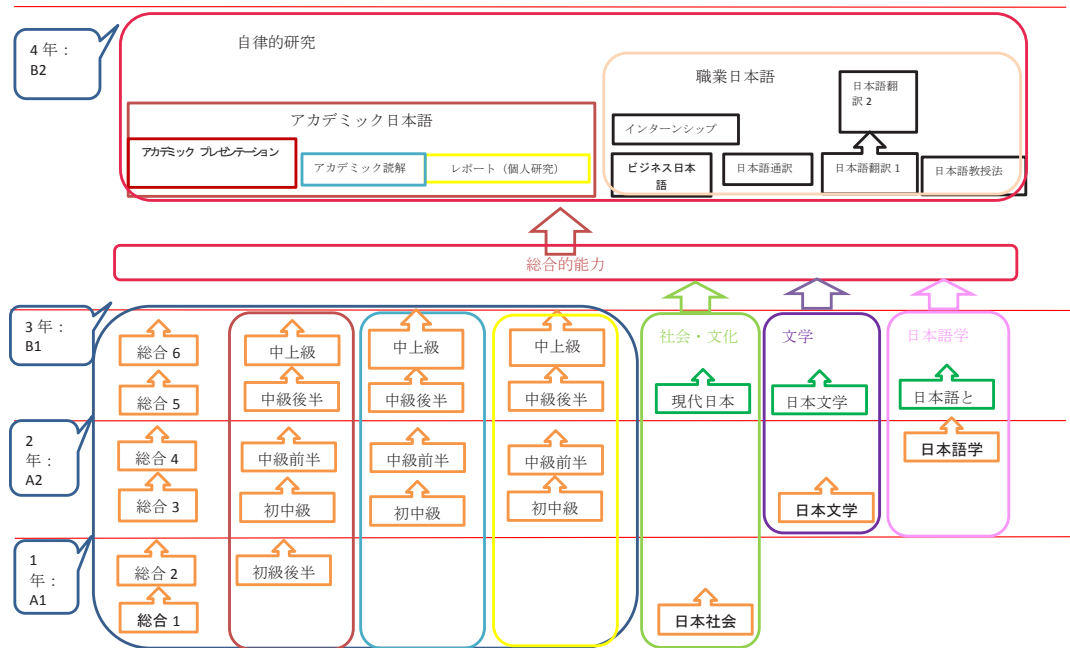 4 年：
B2
自律的研究
職業日本語
日本語翻
訳 2
アカデミック日本語
インターンシップ
アカデミック プレゼンテーション
アカデミック読解
レポート（個人研究）
ビジネス日本
語
日本語通訳
日本語翻訳 1
日本語教授法
総合的能力
3 年：
B1
総合 6
中上級
中上級
中上級
社会・文化
文学
日本語学
総合 5
中級後半
中級後半
中級後半
現代日本
日本文学
日本語と
2
年：
A2
総合 4
中級前半
中級前半
中級前半
日本語学
総合 3
初中級
初中級
初中級
日本文学
1
年：
A1
総合 2
初級後半
総合 1
日本社会